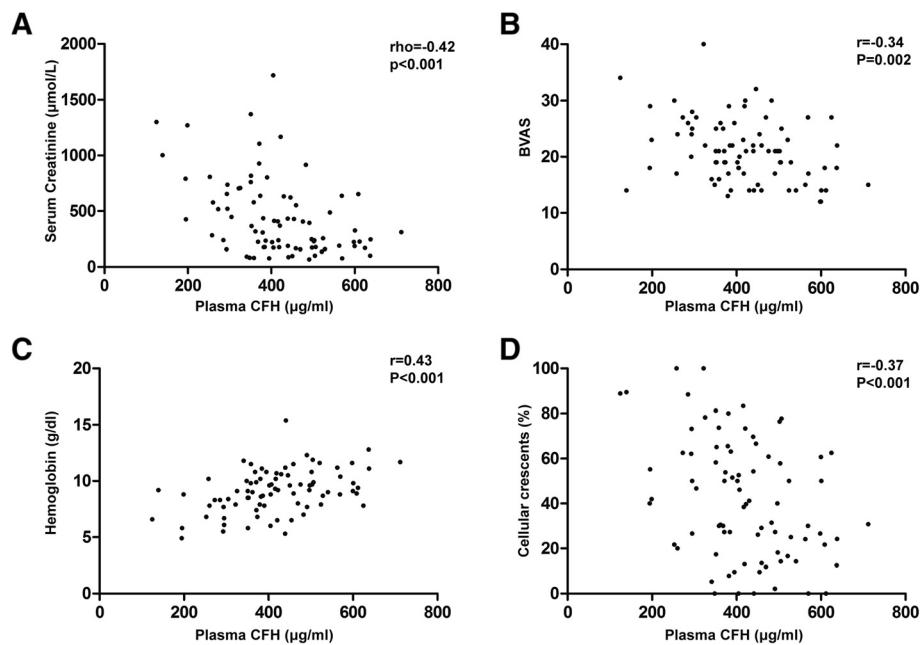 A
rho=-0.42
p<0.001
Serum Creatinine (μmol/L)
2000
1500
1000
500
0
0 200 400 600 800
Plasma CFH (μg/ml)
B
r=-0.34
P=0.002
BVAS
40
30
20
10
0
0 200 400 600 800
Plasma CFH (μg/ml)
C
r=0.43
P<0.001
Hemoglobin (g/dl)
20
15
10
5
0
0 200 400 600 800
Plasma CFH (μg/ml)
D
r=-0.37
P<0.001
Cellular crescents (%)
100
80
60
40
20
0
0 200 400 600 800
Plasma CFH (μg/ml)